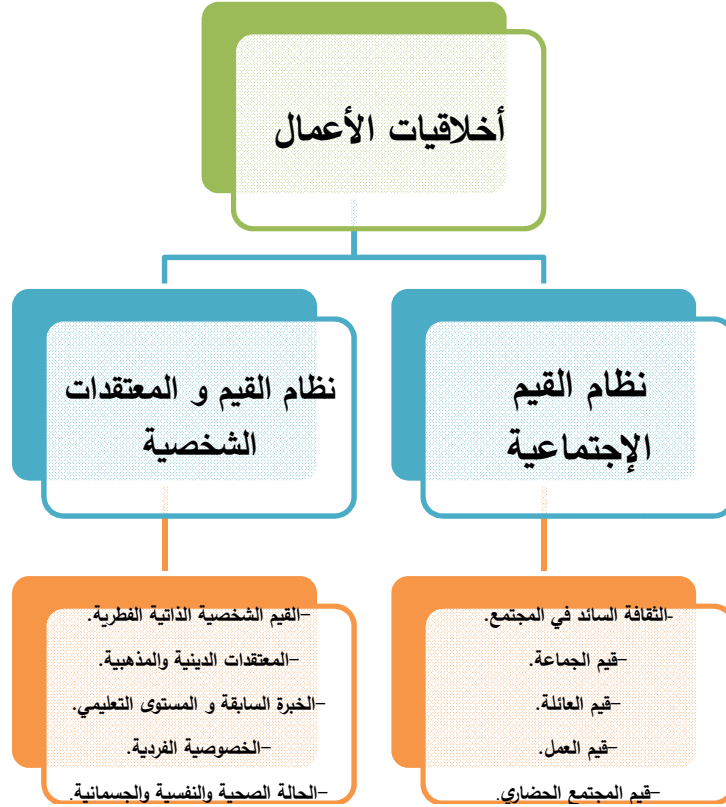 أخلاقيات الأعمال
نظام القيم
الإجتماعية
نظام القيم و المعتقدات
الشخصية
-الثقافة السائد في المجتمع.
-قيم الجماعة.
-قيم العائلة.
-قيم العمل.
-قيم المجتمع الحضاري.
-القيم الشخصية الذاتية الفطرية.
-المعتقدات الدينية والمذهبية.
-الخبرة السابقة و المستوى التعليمي.
-الخصوصية الفردية.
-الحالة الصحية والنفسية والجسمانية.